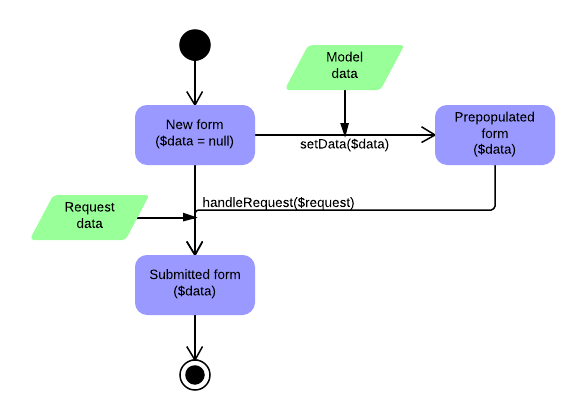 Model
data
New form
($data = null)
setData($data)
Prepopulated
form
($data)
handleRequest($request)
Request
data
Submitted form
($data)